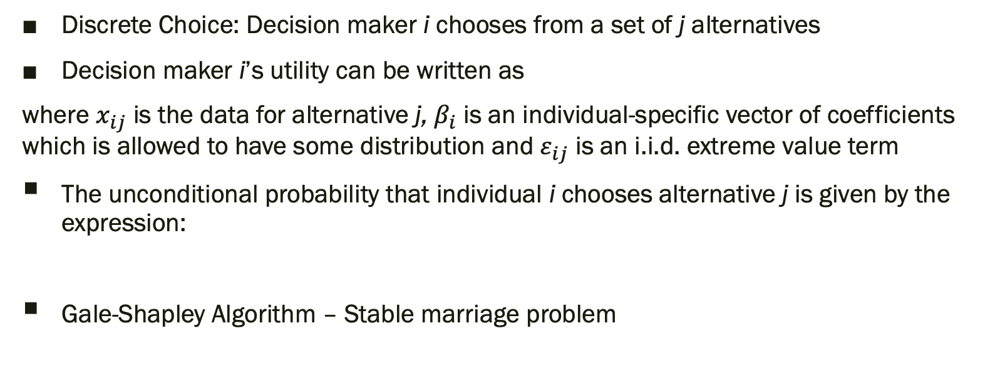 ▪ Discrete Choice: Decision maker i chooses from a set of j alternatives
▪ Decision maker i’s utility can be written as
where x_{ij} is the data for alternative j, β_i is an individual-specific vector of coefficients
which is allowed to have some distribution and ε_{ij} is an i.i.d. extreme value term
▪ The unconditional probability that individual i chooses alternative j is given by the
expression:
▪ Gale-Shapley Algorithm – Stable marriage problem